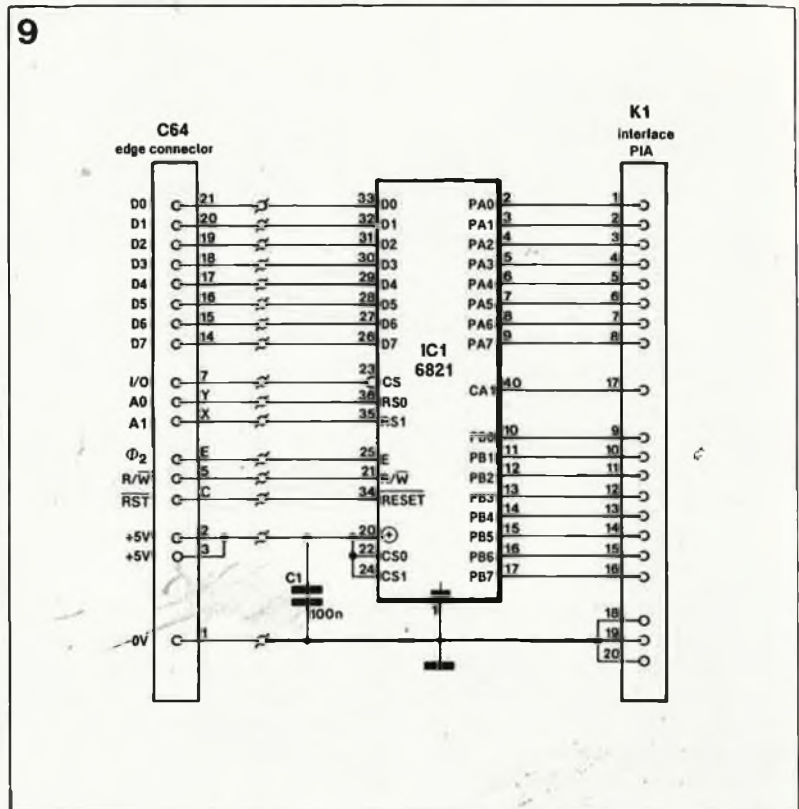 9
C64
edge connector
K1
interface
PIA
D0 21 33 D0 PA0 2 1
D1 20 32 D1 PA1 3 2
D2 19 31 D2 PA2 4 3
D3 18 30 D3 PA3 5 4
D4 17 29 D4 PA4 6 5
D5 16 28 D5 PA5 7 6
D6 15 27 D6 PA6 8 7
D7 14 26 D7 PA7 9 8
IC1
6821
I/O 7 23 CS
A0 Y 36 RS0 CA1 40 17
A1 X 35 RS1
PB0 10 9
Φ2 E 25 E PB1 11 10
R/W̅ 5 21 R/W̅ PB2 12 11
R̅S̅T̅ C 34 R̅E̅S̅E̅T̅ PB3 13 12
PB4 14 13
+5V 2 20 + PB5 15 14
+5V 3 22 CS0 PB6 16 15
24 CS1 PB7 17 16
C1
100n
1
18
0V 1 19
20